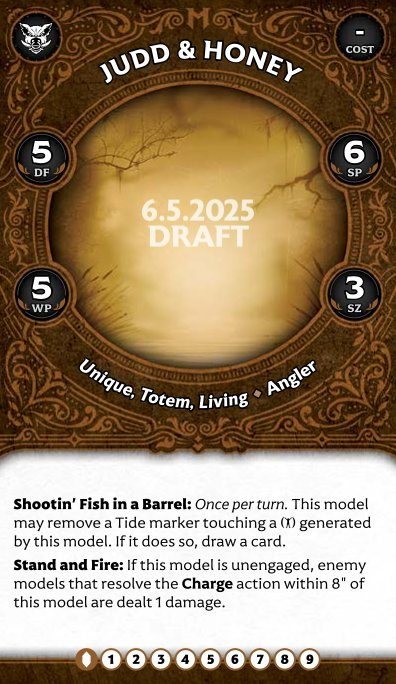 JUDD & HONEY
-
COST
5
DF
6
SP
6.5.2025
DRAFT
5
WP
3
SZ
Unique, Totem, Living ◆ Angler
Shootin’ Fish in a Barrel: Once per turn. This model
may remove a Tide marker touching a generated
by this model. If it does so, draw a card.
Stand and Fire: If this model is unengaged, enemy
models that resolve the Charge action within 8" of
this model are dealt 1 damage.
1 2 3 4 5 6 7 8 9